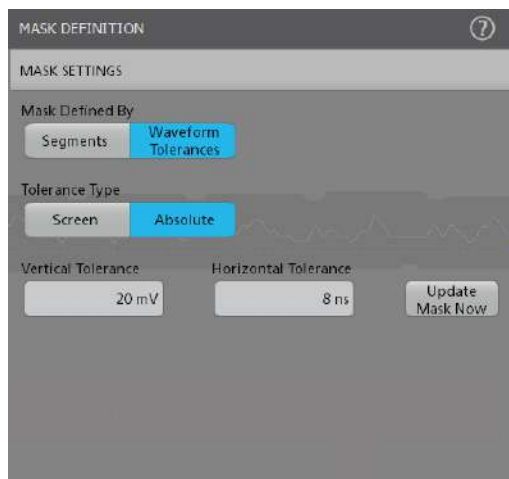 MASK DEFINITION
?
MASK SETTINGS
Mask Defined By
Segments
Waveform
Tolerances
Tolerance Type
Screen
Absolute
Vertical Tolerance
Horizontal Tolerance
20 mV
8 ns
Update
Mask Now